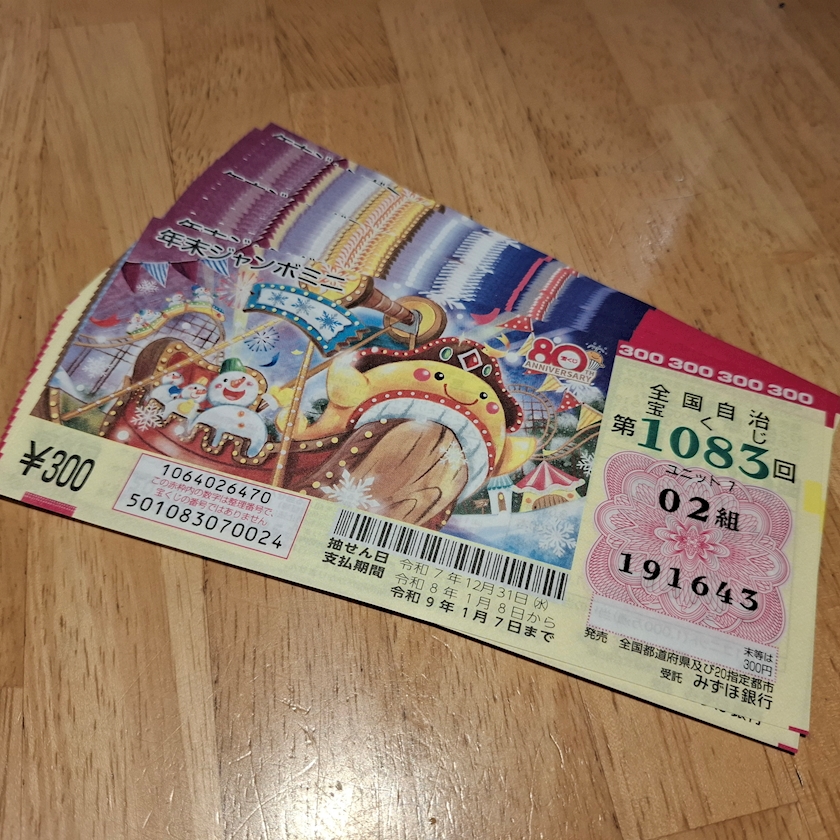 年末ジャンボミニ
宝くじ
80TH
ANNIVERSARY
300 300 300 300
全国自治
宝くじ
第1083回
ユニット7
02組
191643
¥300
1064026470
この赤枠内の数字は整理番号で、
宝くじの番号ではありません。
501083070024
抽せん日 令和7年12月31日㈬
支払期間 令和8年1月8日から
令和9年1月7日まで
末等は
300円
発売 全国都道府県及び20指定都市
受託 みずほ銀行